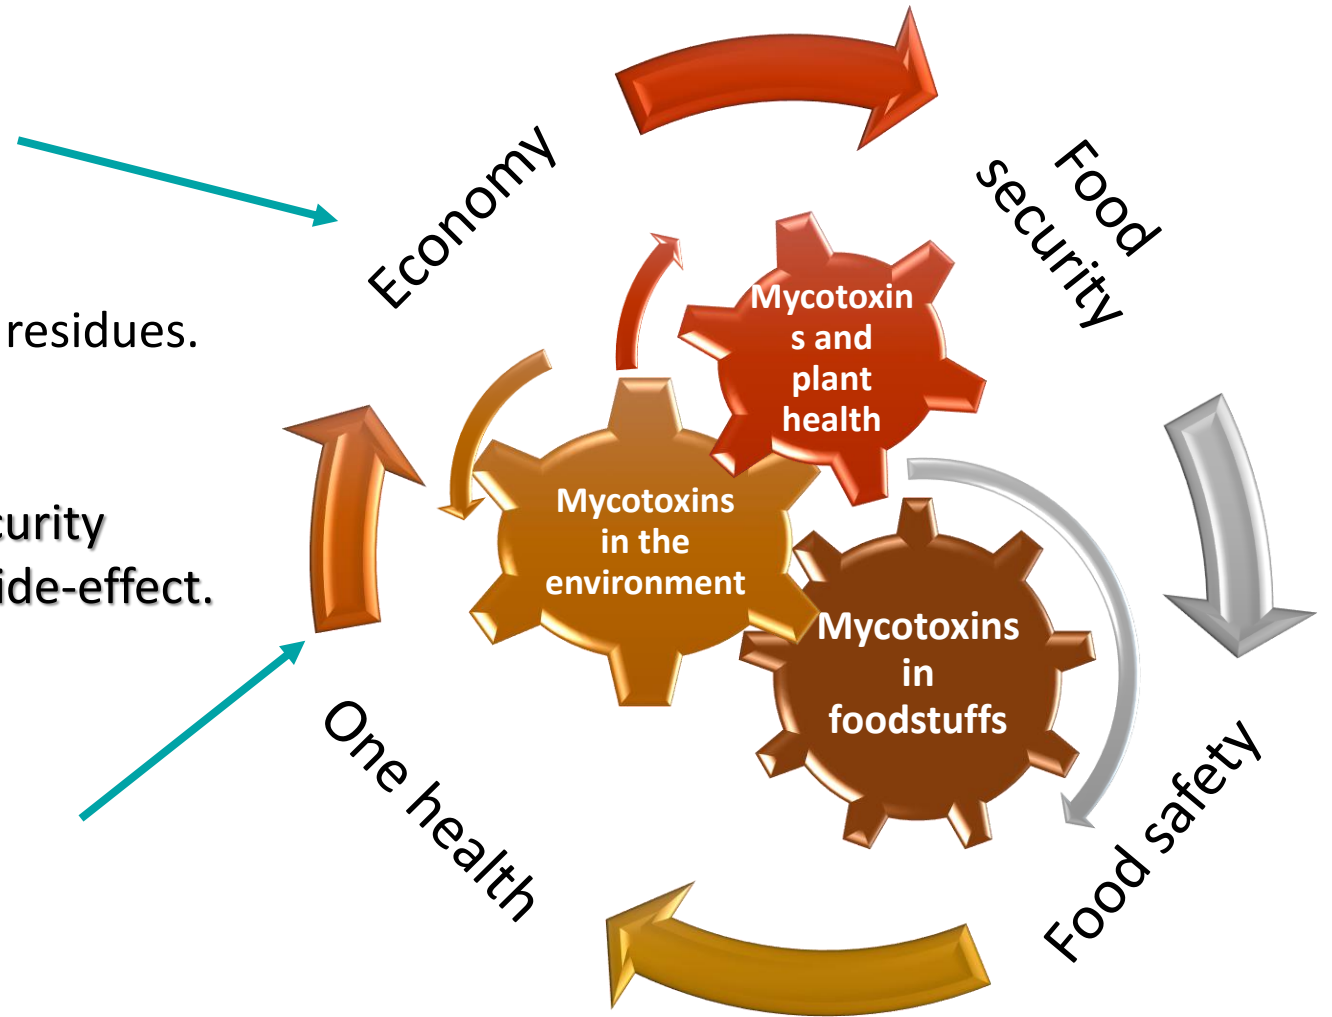 Economy
Food
security
residues.
Mycotoxin
s and
plant
health
curity
ide-effect.
Mycotoxins
in the
environment
Mycotoxins
in
foodstuffs
One health
Food safety